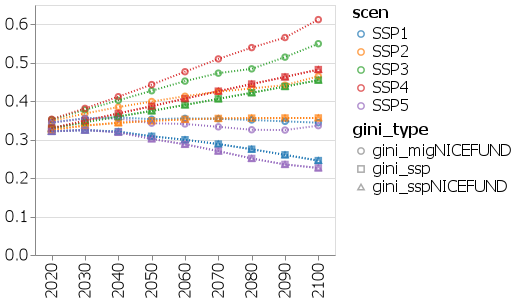 0.6
0.5
0.4
0.3
0.2
0.1
0.0
2020
2030
2040
2050
2060
2070
2080
2090
2100
scen
SSP1
SSP2
SSP3
SSP4
SSP5
gini_type
gini_migNICEFUND
gini_ssp
gini_sspNICEFUND